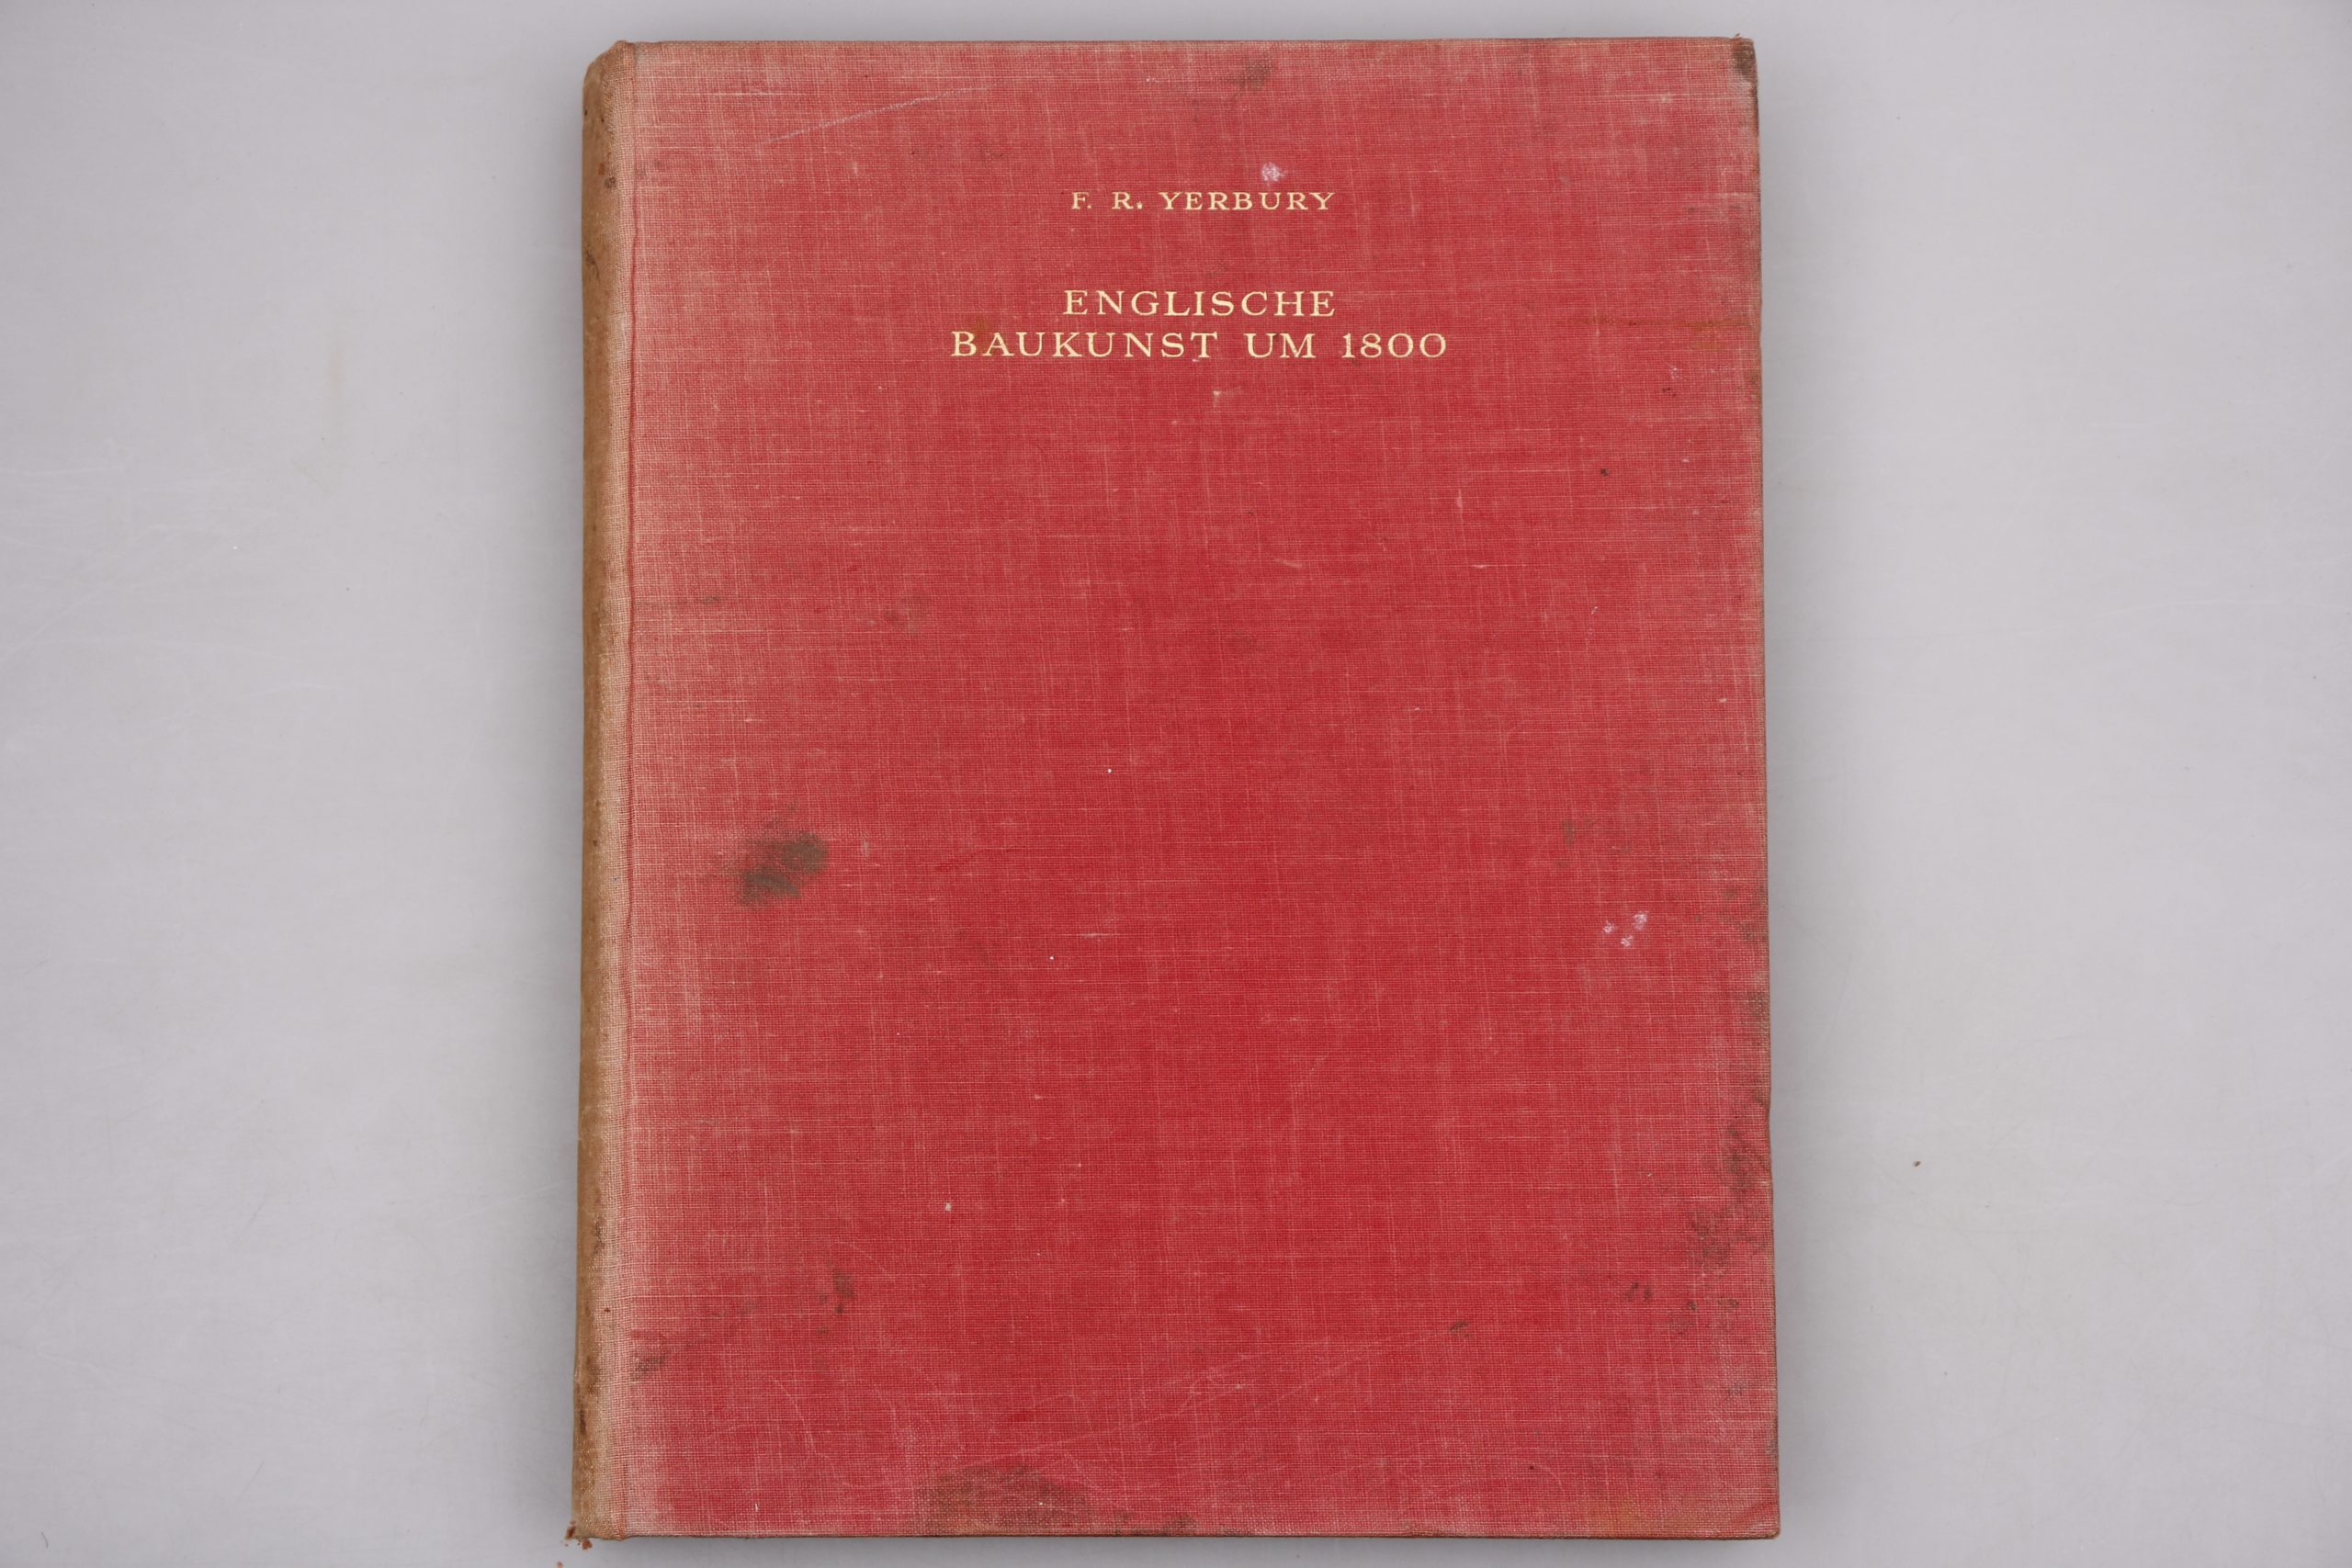 F. R. YERBURY
ENGLISCHE
BAUKUNST UM 1800